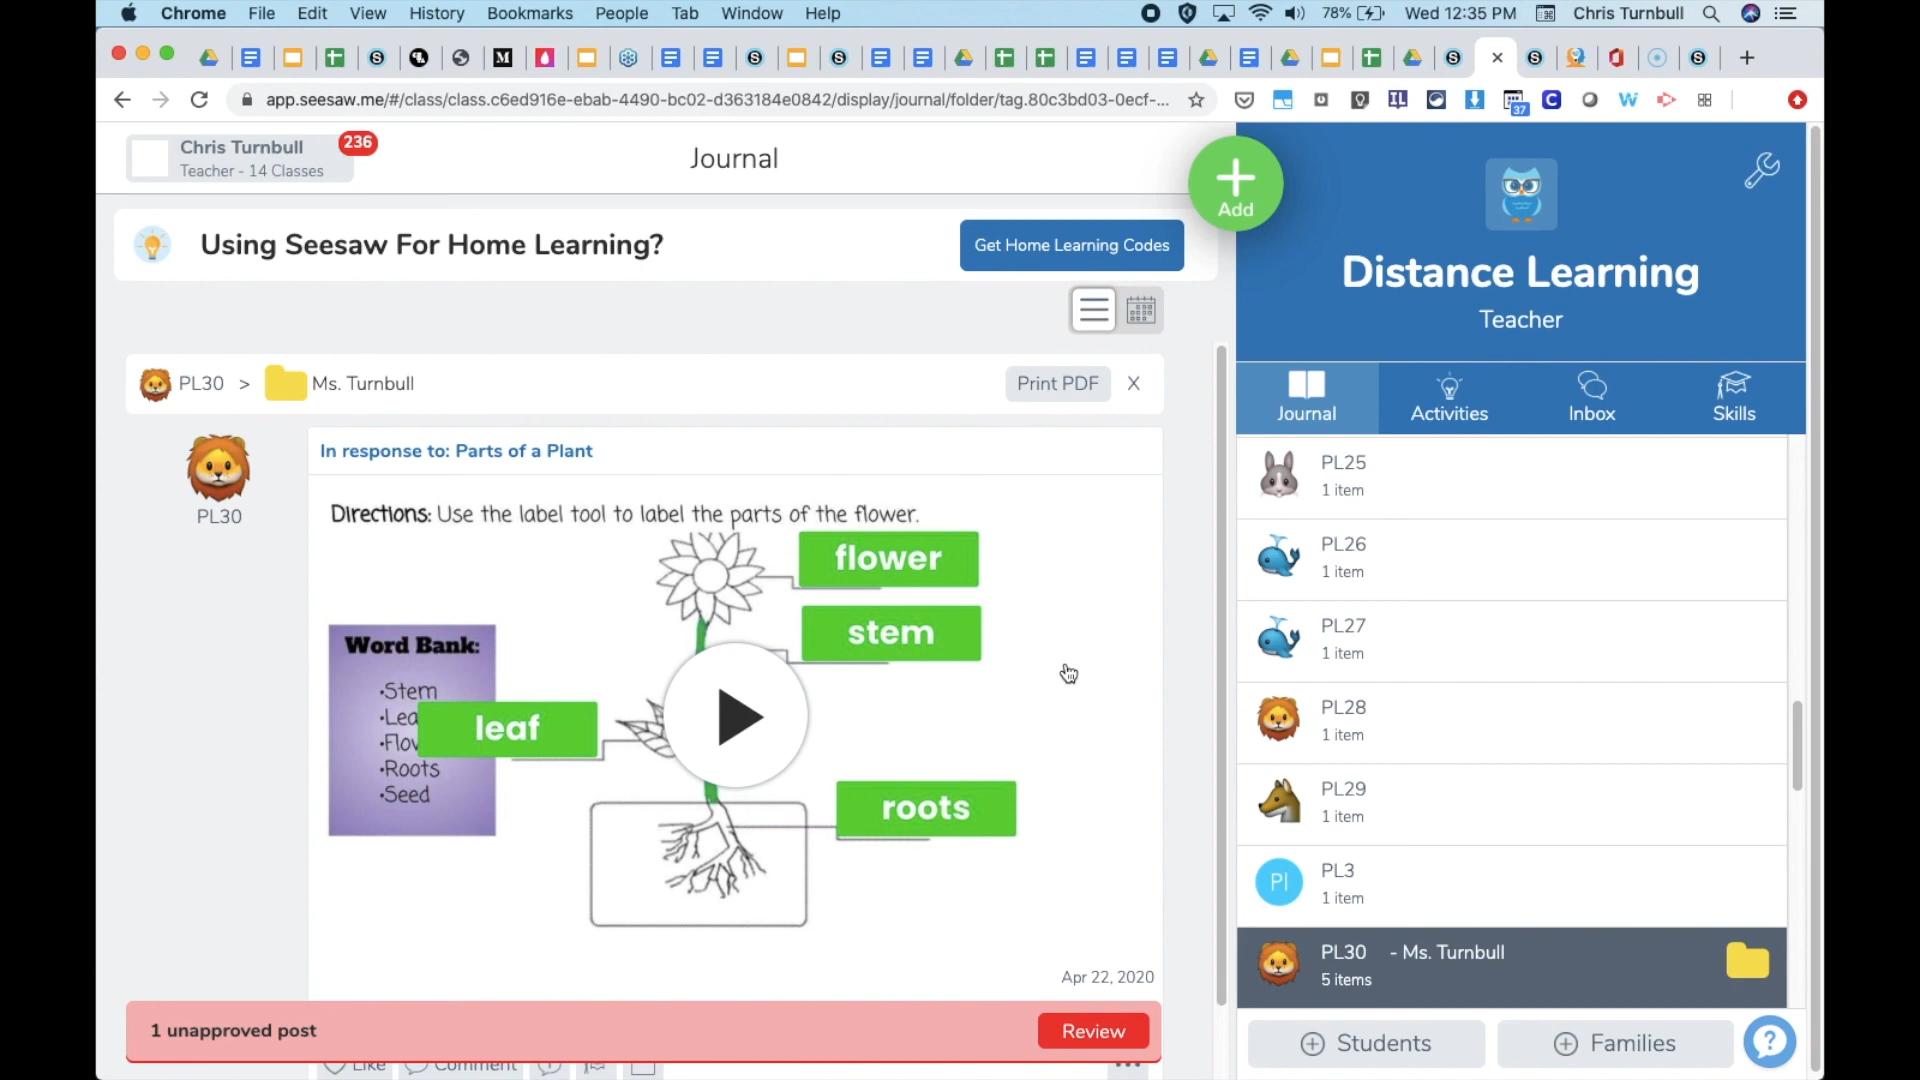 Chrome File Edit View History Bookmarks People Tab Window Help 78% Wed 12:35 PM Chris Turnbull
app.seesaw.me/#/class/class.c6ed916e-ebab-4490-bc02-d363184e0842/display/journal/folder/tag.80c3bd03-0ecf-...
37
Chris Turnbull
236
Teacher - 14 Classes
Journal
Add
Using Seesaw For Home Learning?
Get Home Learning Codes
PL30 > Ms. Turnbull
Print PDF X
PL30
In response to: Parts of a Plant
Directions: Use the label tool to label the parts of the flower.
flower
stem
Word Bank:
•Stem
•Lea
•Flov
•Roots
•Seed
leaf
roots
Apr 22, 2020
1 unapproved post
Review
Like Comment
Distance Learning
Teacher
Journal Activities Inbox Skills
PL25
1 item
PL26
1 item
PL27
1 item
PL28
1 item
PL29
1 item
Pl
PL3
1 item
PL30 - Ms. Turnbull
5 items
Students Families
?